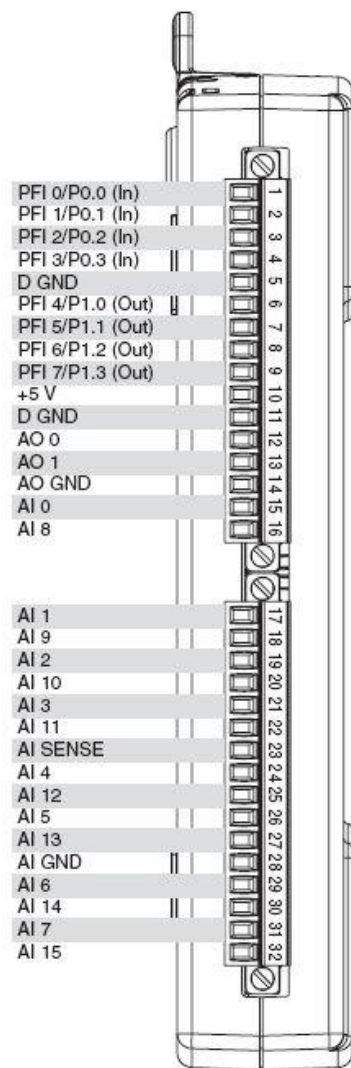 PFI 0/P0.0 (In) 1
PFI 1/P0.1 (In) 2
PFI 2/P0.2 (In) 3
PFI 3/P0.3 (In) 4
D GND 5
PFI 4/P1.0 (Out) 6
PFI 5/P1.1 (Out) 7
PFI 6/P1.2 (Out) 8
PFI 7/P1.3 (Out) 9
+5 V 10
D GND 11
AO 0 12
AO 1 13
AO GND 14
AI 0 15
AI 8 16
AI 1 17
AI 9 18
AI 2 19
AI 10 20
AI 3 21
AI 11 22
AI SENSE 23
AI 4 24
AI 12 25
AI 5 26
AI 13 27
AI GND 28
AI 6 29
AI 14 30
AI 7 31
AI 15 32